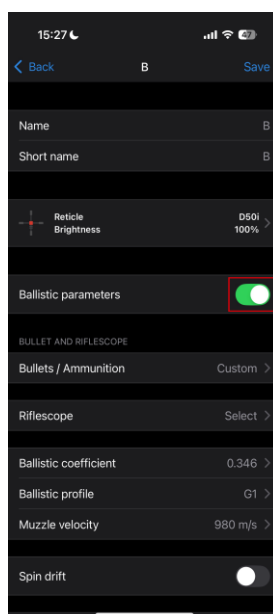 15:27
47
Back B Save
Name B
Short name B
Reticle D50i
Brightness 100%
Ballistic parameters
BULLET AND RIFLESCOPE
Bullets / Ammunition Custom
Riflescope Select
Ballistic coefficient 0.346
Ballistic profile G1
Muzzle velocity 980 m/s
Spin drift